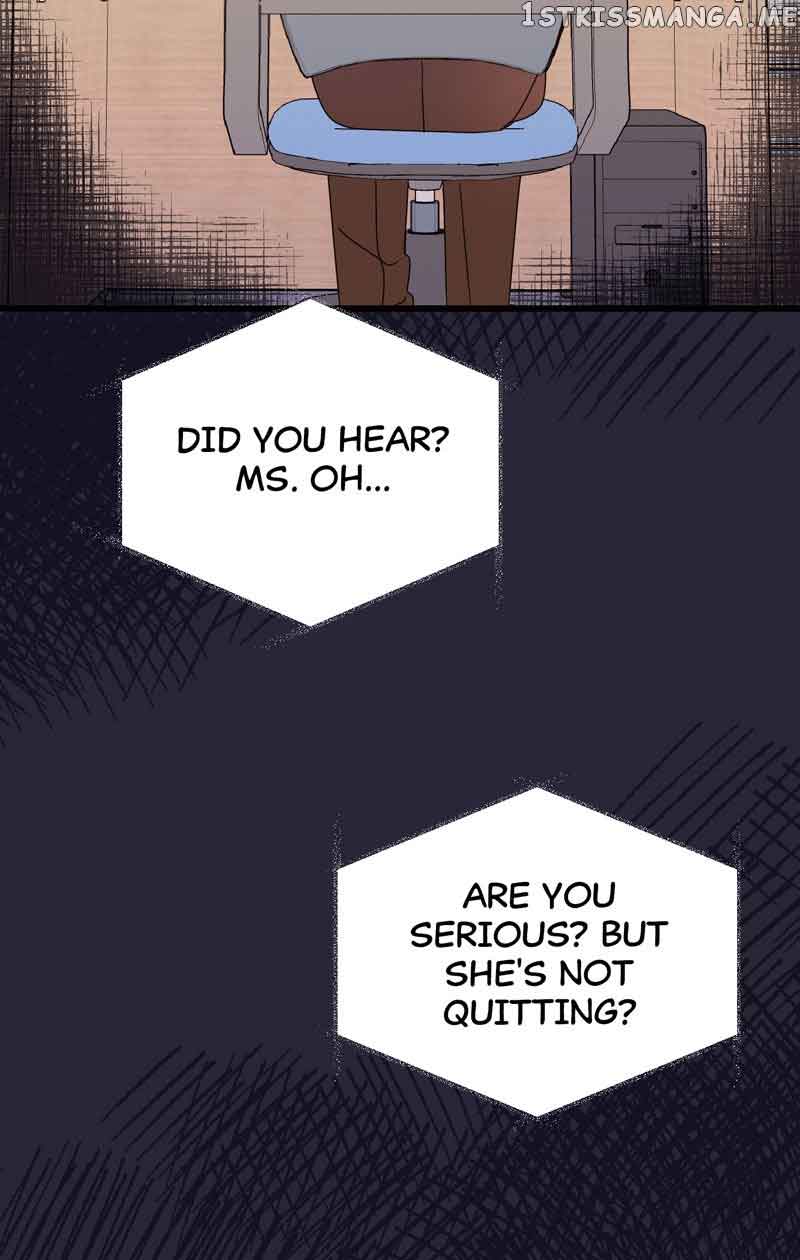 1STKISSMANGA.ME
DID YOU HEAR?
MS. OH...
ARE YOU
SERIOUS? BUT
SHE'S NOT
QUITTING?